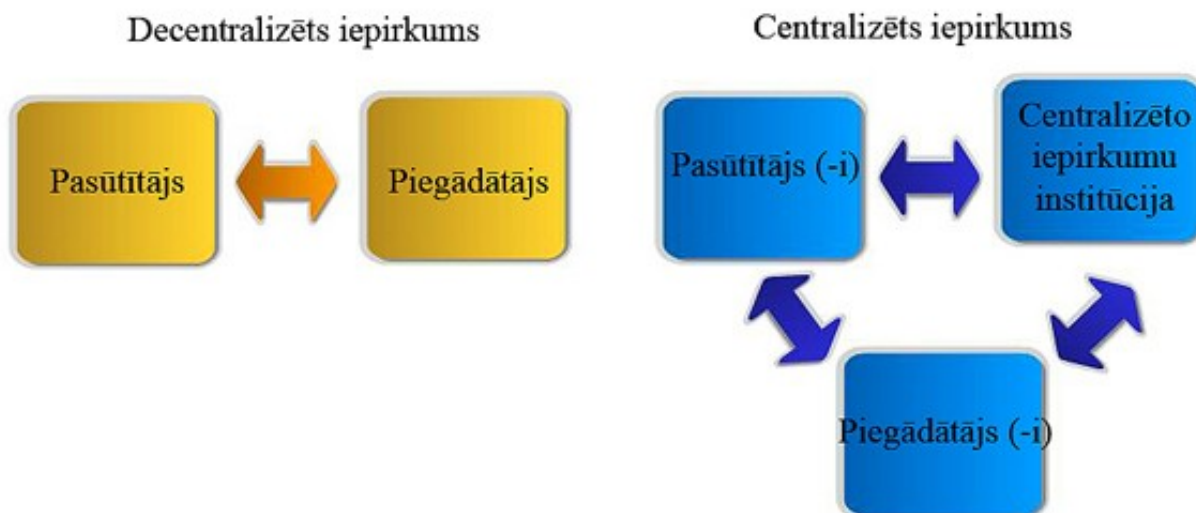 Decentralizēts iepirkums
Pasūtītājs
Piegādātājs
Centralizēts iepirkums
Pasūtītājs (-i)
Centralizēto
iepirkumu
institūcija
Piegādātājs (-i)